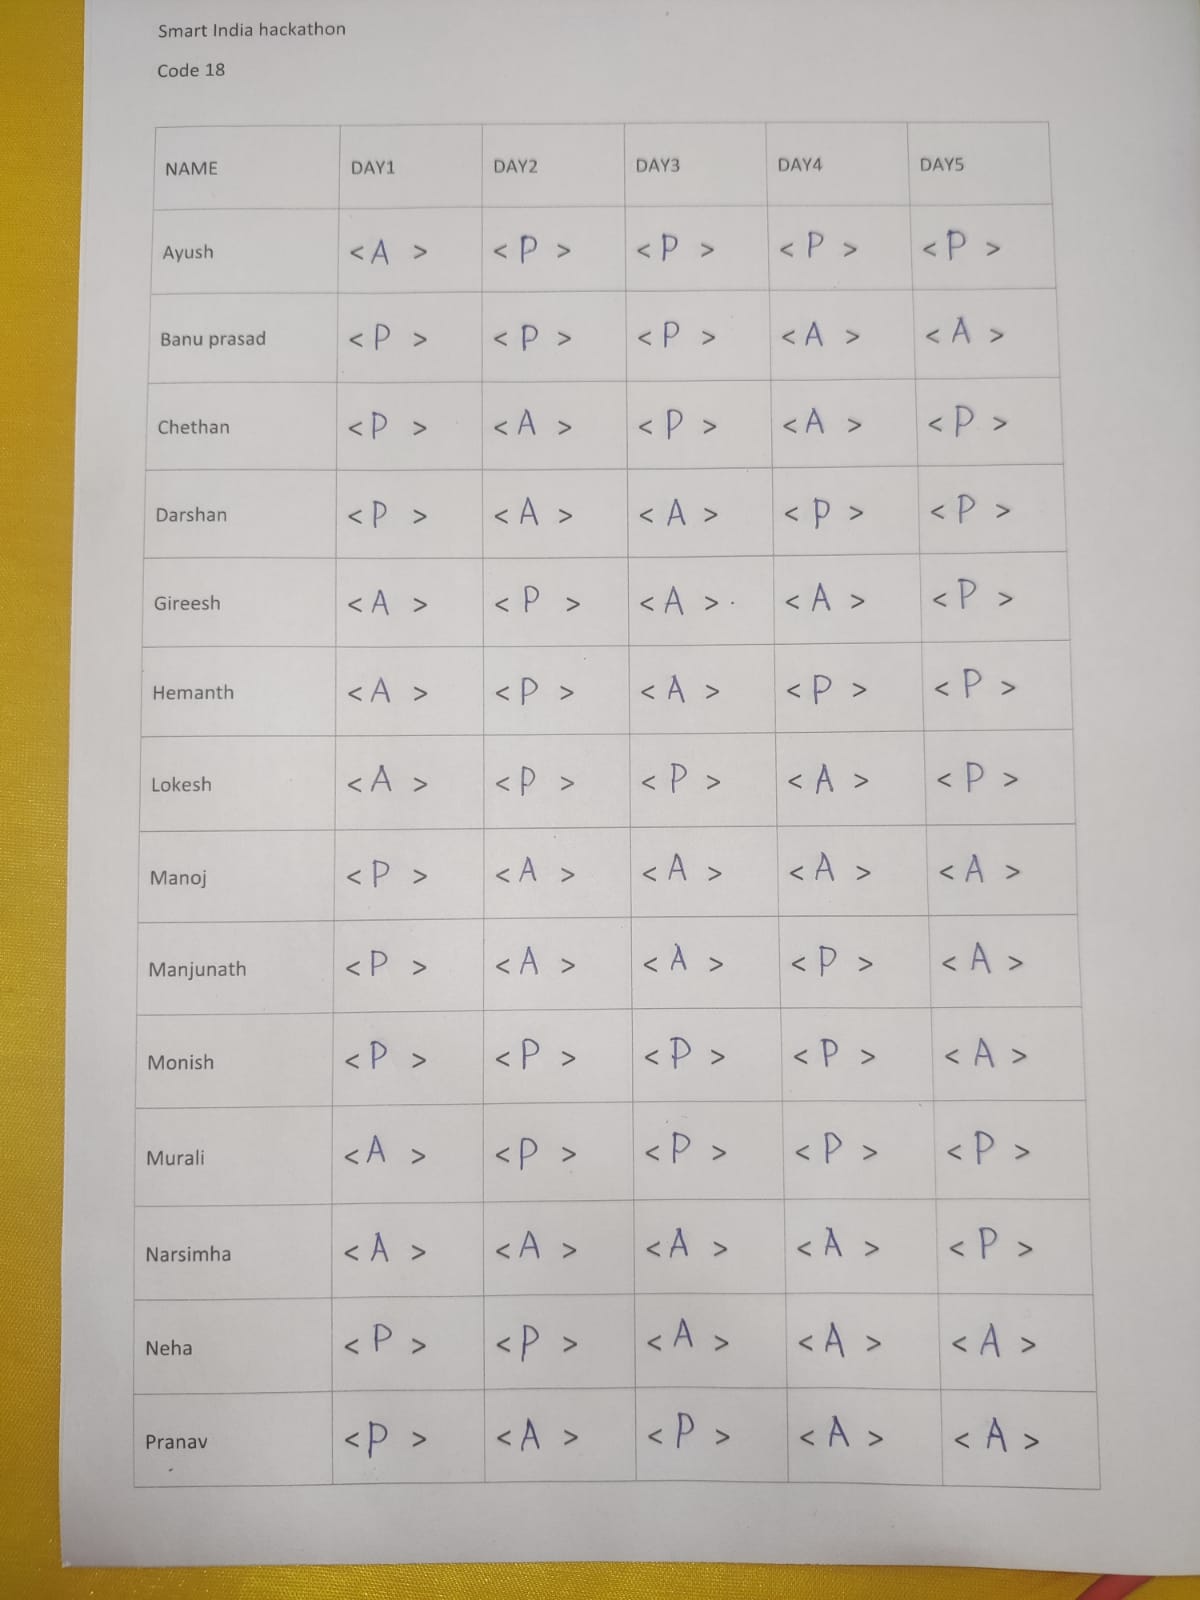 Smart India hackathon
Code 18
NAME DAY1 DAY2 DAY3 DAY4 DAY5
Ayush < A > < P > < P > < P > < P >
Banu prasad < P > < P > < P > < A > < A >
Chethan < P > < A > < P > < A > < P >
Darshan < P > < A > < A > < P > < P >
Gireesh < A > < P > < A > < A > < P >
Hemanth < A > < P > < A > < P > < P >
Lokesh < A > < P > < P > < A > < P >
Manoj < P > < A > < A > < A > < A >
Manjunath < P > < A > < A > < P > < A >
Monish < P > < P > < P > < P > < A >
Murali < A > < P > < P > < P > < P >
Narsimha < A > < A > < A > < A > < P >
Neha < P > < P > < A > < A > < A >
Pranav < P > < A > < P > < A > < A >